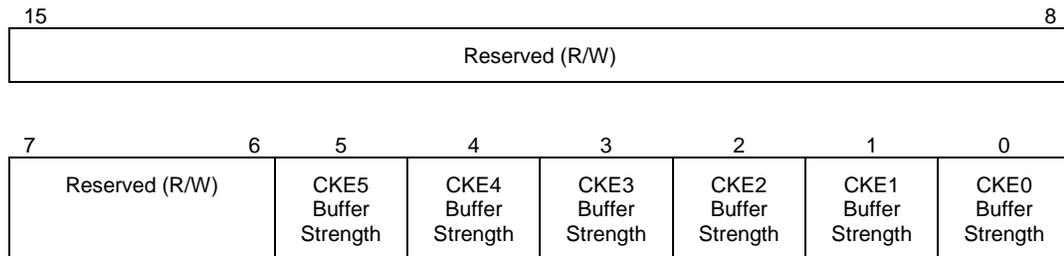 15 8
Reserved (R/W)
7 6 5 4 3 2 1 0
Reserved (R/W) CKE5 CKE4 CKE3 CKE2 CKE1 CKE0
Buffer Buffer Buffer Buffer Buffer Buffer
Strength Strength Strength Strength Strength Strength